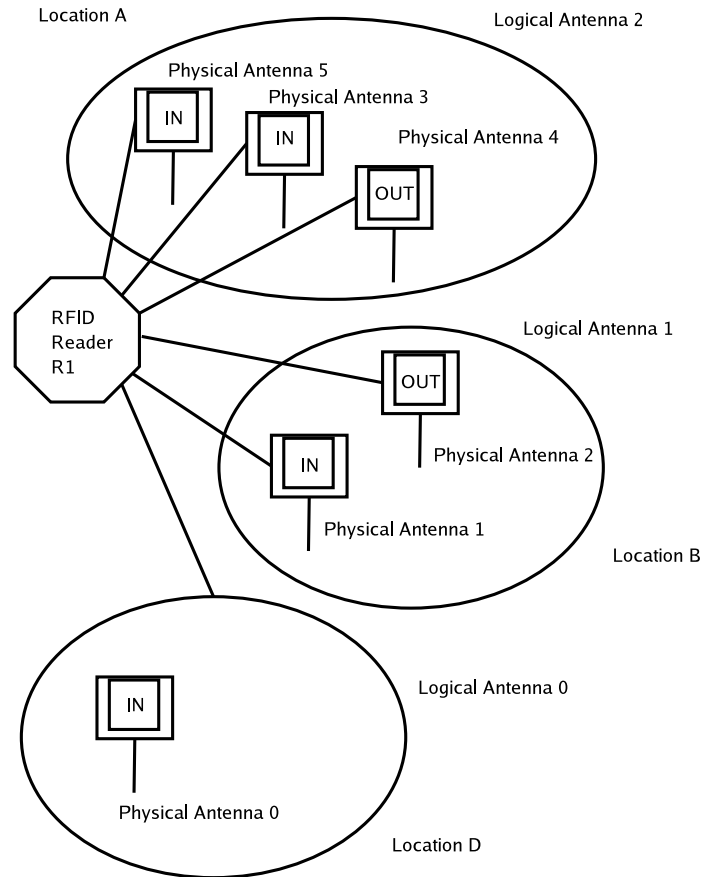 Location A
Logical Antenna 2
Physical Antenna 5
IN
Physical Antenna 3
IN
Physical Antenna 4
OUT
RFID
Reader
R1
Logical Antenna 1
OUT
Physical Antenna 2
IN
Physical Antenna 1
Location B
Logical Antenna 0
IN
Physical Antenna 0
Location D